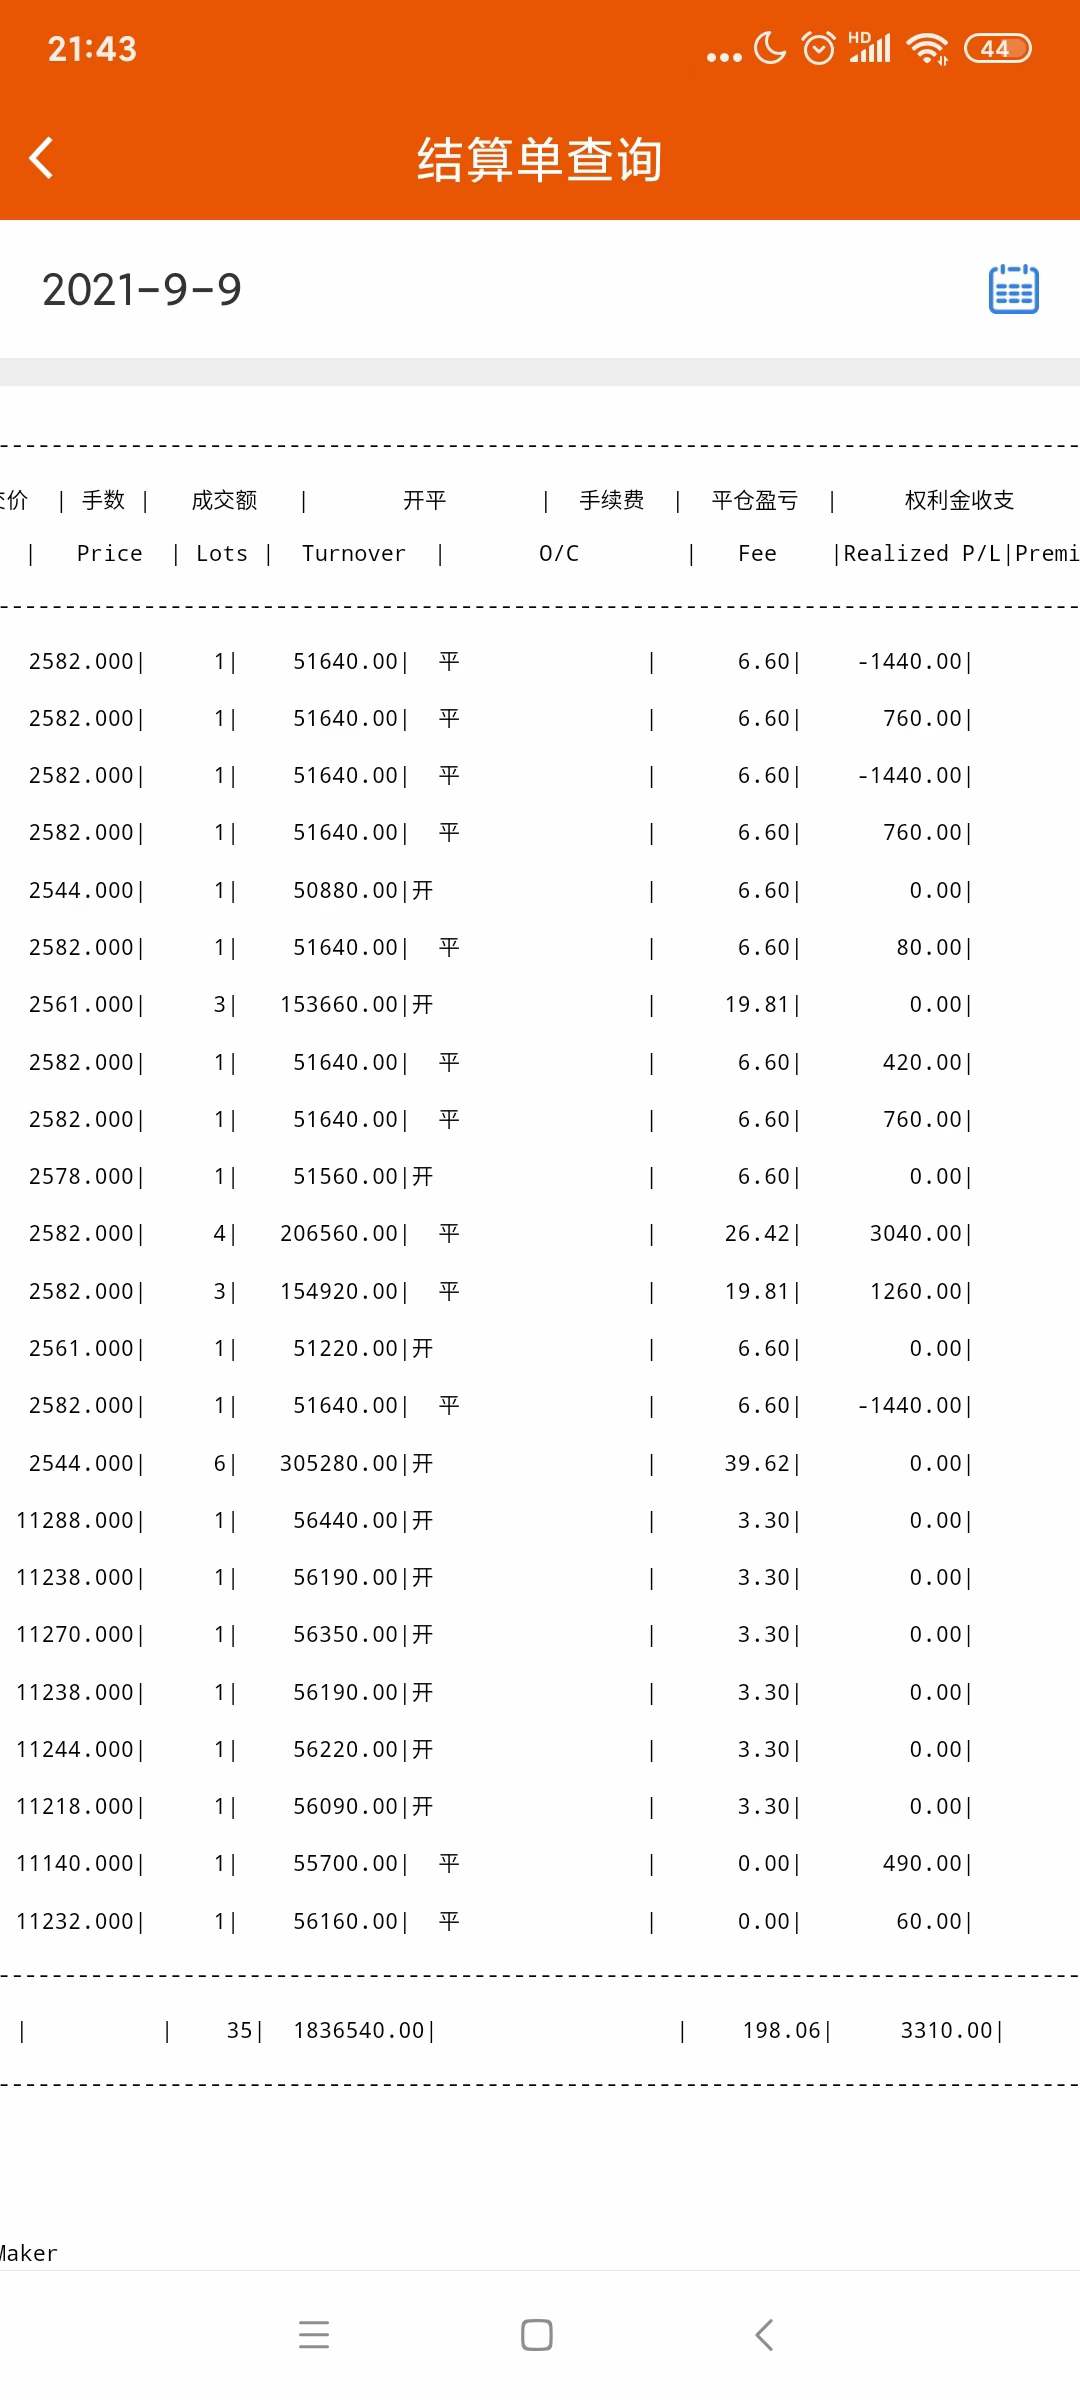 21:43
HD 44
结算单查询
2021-9-9
--------------------------------------------------------------------------------
交价 | 手数 | 成交额 | 开平 | 手续费 | 平仓盈亏 | 权利金收支
| Price | Lots | Turnover | O/C | Fee |Realized P/L|Premi
--------------------------------------------------------------------------------
2582.000| 1| 51640.00| 平 | 6.60| -1440.00|
2582.000| 1| 51640.00| 平 | 6.60| 760.00|
2582.000| 1| 51640.00| 平 | 6.60| -1440.00|
2582.000| 1| 51640.00| 平 | 6.60| 760.00|
2544.000| 1| 50880.00|开 | 6.60| 0.00|
2582.000| 1| 51640.00| 平 | 6.60| 80.00|
2561.000| 3| 153660.00|开 | 19.81| 0.00|
2582.000| 1| 51640.00| 平 | 6.60| 420.00|
2582.000| 1| 51640.00| 平 | 6.60| 760.00|
2578.000| 1| 51560.00|开 | 6.60| 0.00|
2582.000| 4| 206560.00| 平 | 26.42| 3040.00|
2582.000| 3| 154920.00| 平 | 19.81| 1260.00|
2561.000| 1| 51220.00|开 | 6.60| 0.00|
2582.000| 1| 51640.00| 平 | 6.60| -1440.00|
2544.000| 6| 305280.00|开 | 39.62| 0.00|
11288.000| 1| 56440.00|开 | 3.30| 0.00|
11238.000| 1| 56190.00|开 | 3.30| 0.00|
11270.000| 1| 56350.00|开 | 3.30| 0.00|
11238.000| 1| 56190.00|开 | 3.30| 0.00|
11244.000| 1| 56220.00|开 | 3.30| 0.00|
11218.000| 1| 56090.00|开 | 3.30| 0.00|
11140.000| 1| 55700.00| 平 | 0.00| 490.00|
11232.000| 1| 56160.00| 平 | 0.00| 60.00|
--------------------------------------------------------------------------------
| | 35| 1836540.00| | 198.06| 3310.00|
--------------------------------------------------------------------------------
Maker